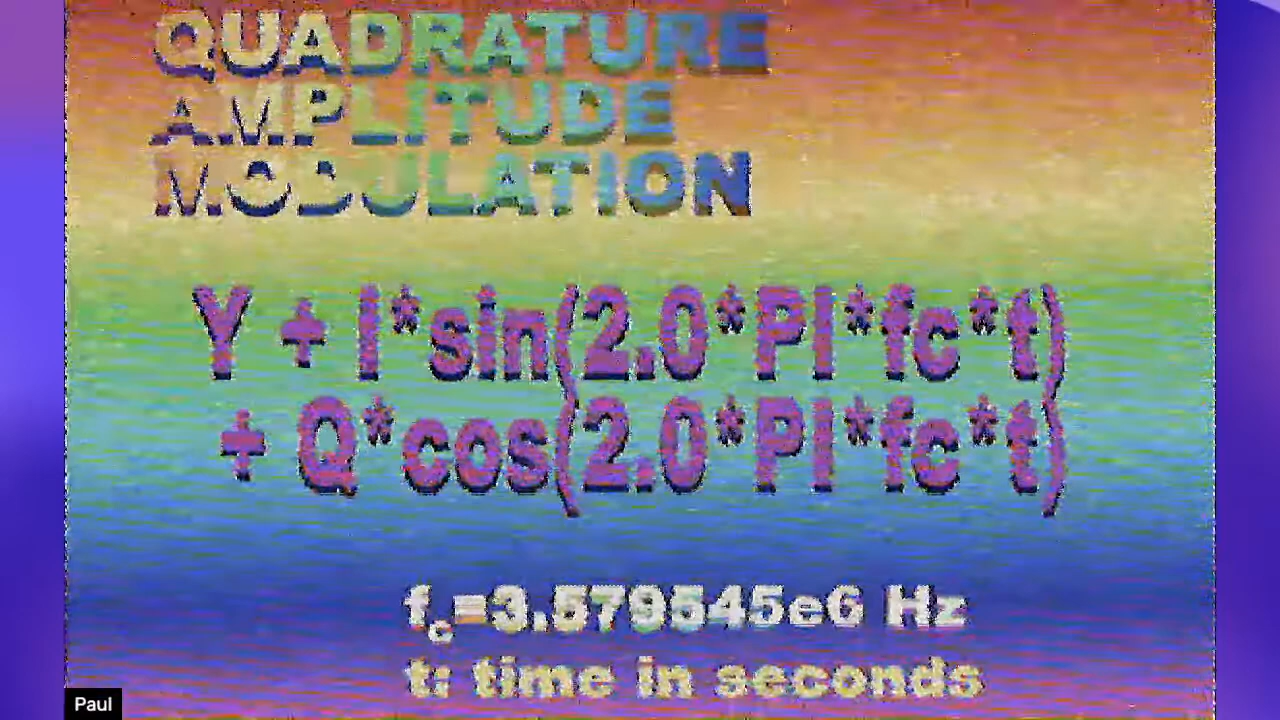 QUADRATURE
AMPLITUDE
MODULATION
Y + I*sin(2.0*PI*fc*t)
+ Q*cos(2.0*PI*fc*t)
fc=3.579545e6 Hz
t: time in seconds
Paul